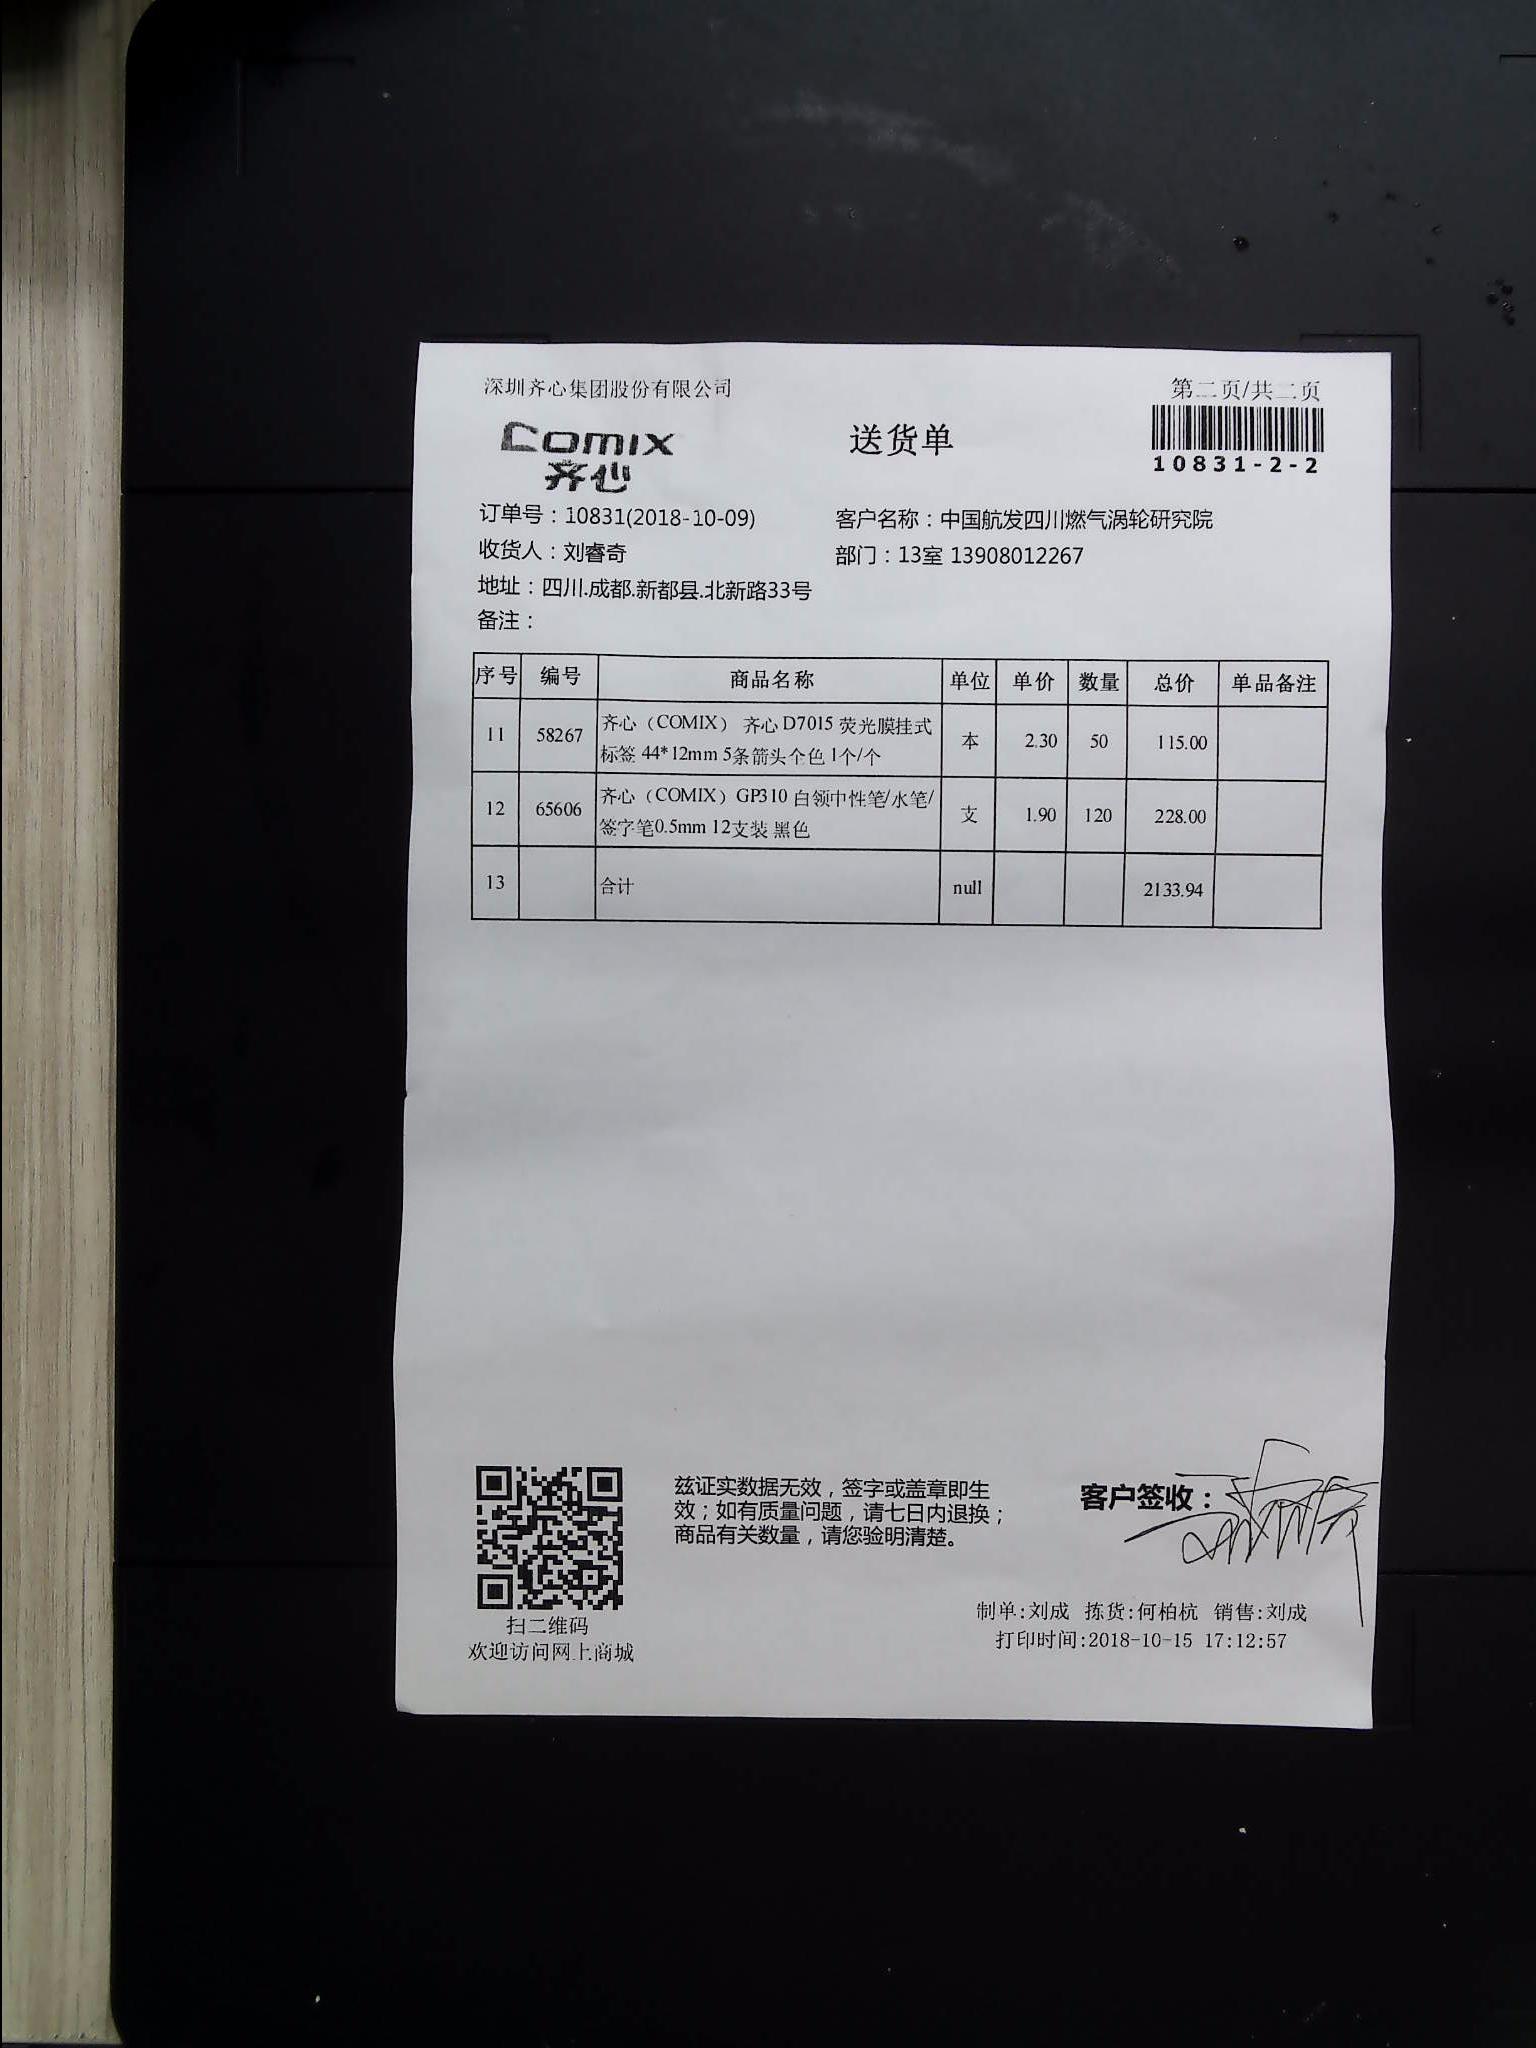 深圳齐心集团股份有限公司
第二页/共二页
comix
齐心
送货单
10831-2-2
订单号：10831(2018-10-09)
客户名称：中国航发四川燃气涡轮研究院
收货人：刘睿奇
部门：13室 13908012267
地址：四川.成都.新都县.北新路33号
备注：
序号 编号 商品名称 单位 单价 数量 总价 单品备注
11 58267 齐心（COMIX） 齐心 D7015 荧光膜挂式 本 2.30 50 115.00
标签 44*12mm 5条箭头全色 1个/个
12 65606 齐心（COMIX）GP310 白领中性笔/水笔/ 支 1.90 120 228.00
签字笔0.5mm 12支装 黑色
13 合计 null 2133.94
兹证实数据无效，签字或盖章即生
效；如有质量问题，请七日内退换；
商品有关数量，请您验明清楚。
客户签收：
扫二维码
欢迎访问网上商城
制单:刘成 拣货:何柏杭 销售:刘成
打印时间:2018-10-15 17:12:57